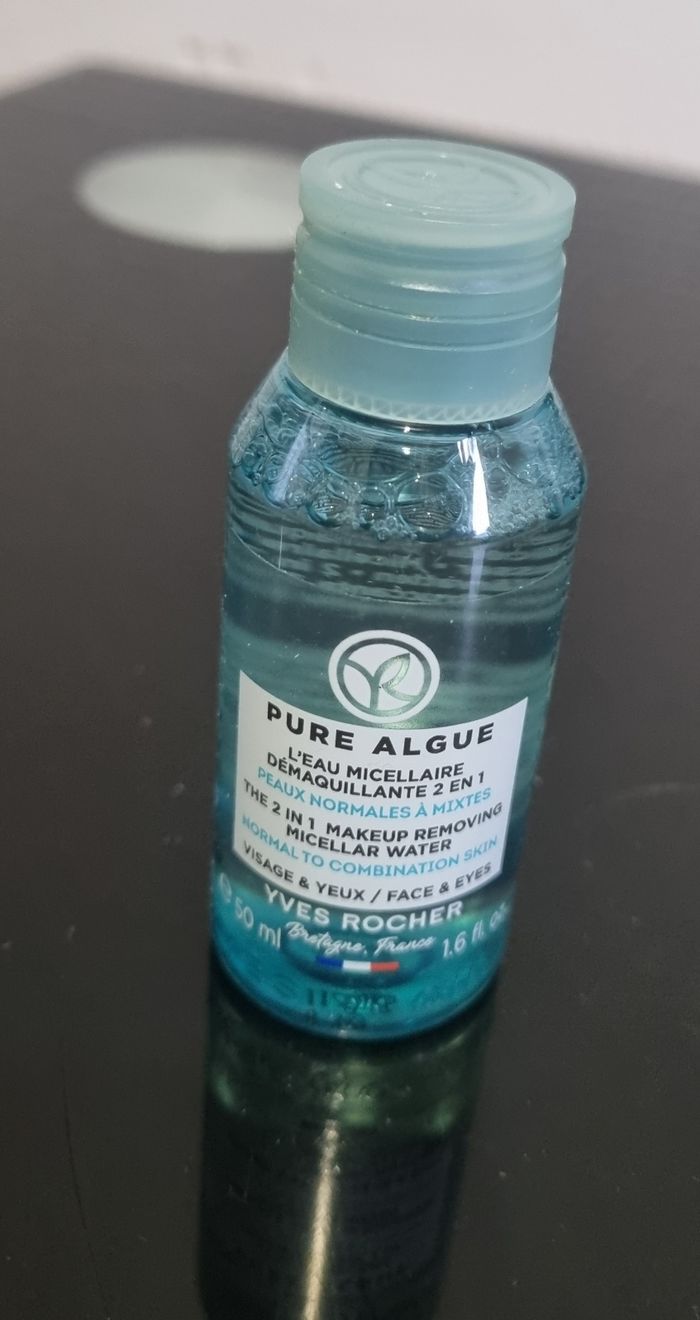 YR
PURE ALGUE
L'EAU MICELLAIRE
DÉMAQUILLANTE 2 EN 1
PEAUX NORMALES À MIXTES
THE 2 IN 1 MAKEUP REMOVING
MICELLAR WATER
NORMAL TO COMBINATION SKIN
VISAGE & YEUX / FACE & EYES
YVES ROCHER
Bretagne, France
℮ 50 ml 1.6 fl. oz